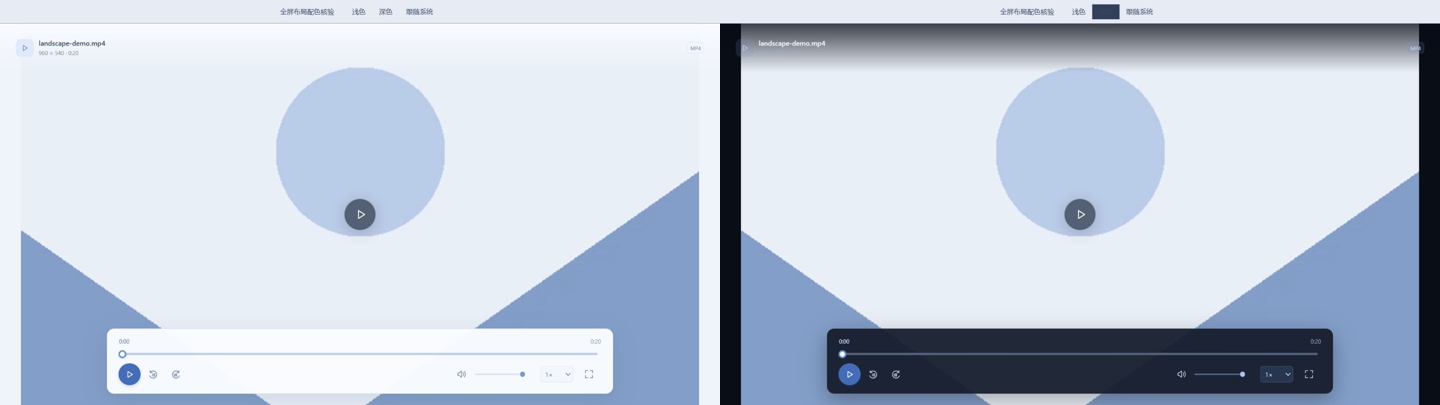 全屏布局配色核验 浅色 深色 跟随系统
landscape-demo.mp4
960 × 540 · 0:20
MP4
0:00 0:20
1×
全屏布局配色核验 浅色 跟随系统
landscape-demo.mp4
MP4
0:00 0:20
1×